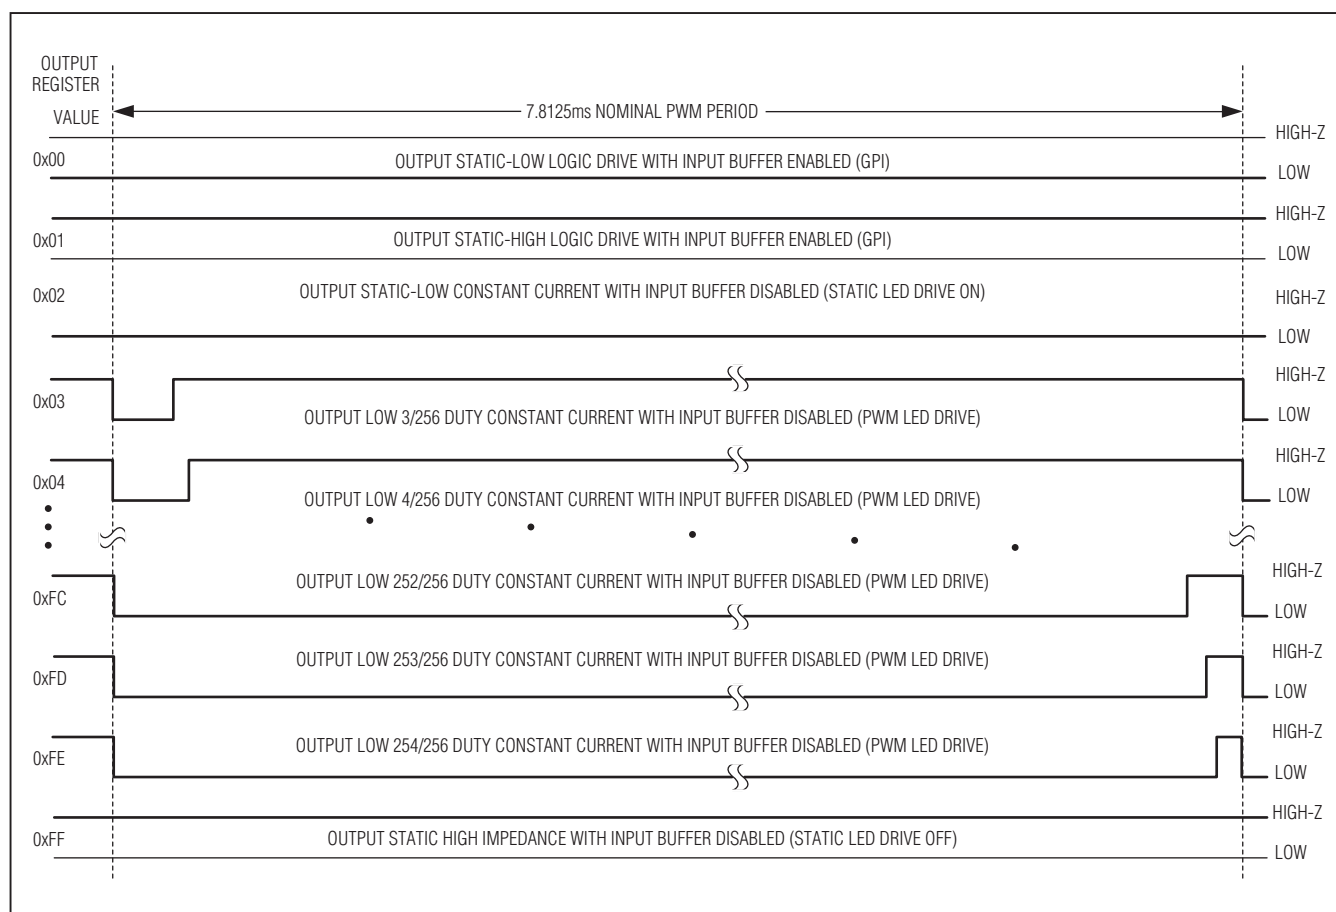 OUTPUT
REGISTER
VALUE
7.8125ms NOMINAL PWM PERIOD
HIGH-Z
0x00
OUTPUT STATIC-LOW LOGIC DRIVE WITH INPUT BUFFER ENABLED (GPI)
LOW
HIGH-Z
0x01
OUTPUT STATIC-HIGH LOGIC DRIVE WITH INPUT BUFFER ENABLED (GPI)
LOW
0x02
OUTPUT STATIC-LOW CONSTANT CURRENT WITH INPUT BUFFER DISABLED (STATIC LED DRIVE ON)
HIGH-Z
LOW
HIGH-Z
0x03
OUTPUT LOW 3/256 DUTY CONSTANT CURRENT WITH INPUT BUFFER DISABLED (PWM LED DRIVE)
LOW
HIGH-Z
0x04
OUTPUT LOW 4/256 DUTY CONSTANT CURRENT WITH INPUT BUFFER DISABLED (PWM LED DRIVE)
LOW
HIGH-Z
0xFC
OUTPUT LOW 252/256 DUTY CONSTANT CURRENT WITH INPUT BUFFER DISABLED (PWM LED DRIVE)
LOW
HIGH-Z
0xFD
OUTPUT LOW 253/256 DUTY CONSTANT CURRENT WITH INPUT BUFFER DISABLED (PWM LED DRIVE)
LOW
HIGH-Z
0xFE
OUTPUT LOW 254/256 DUTY CONSTANT CURRENT WITH INPUT BUFFER DISABLED (PWM LED DRIVE)
LOW
HIGH-Z
0xFF
OUTPUT STATIC HIGH IMPEDANCE WITH INPUT BUFFER DISABLED (STATIC LED DRIVE OFF)
LOW